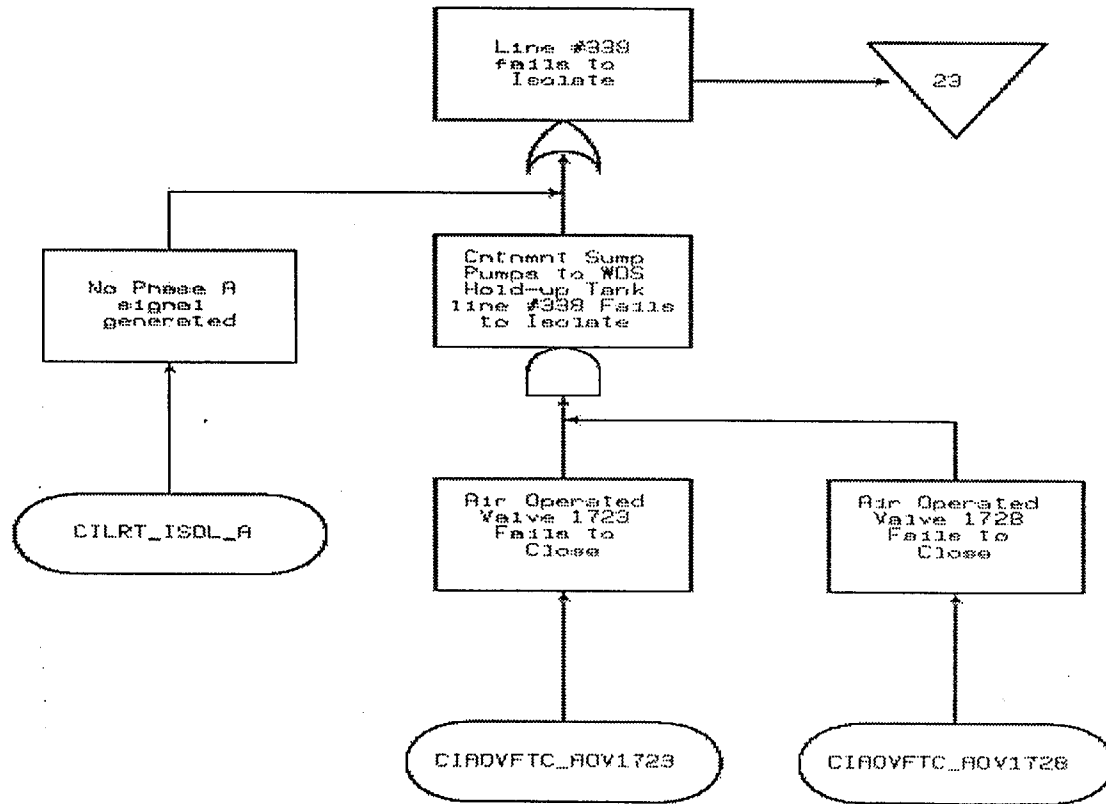 Line #339
fails to
Isolate
23
Cntnmnt Sump
Pumps to WDS
Hold-up Tank
line #339 Fails
to Isolate
No Phase A
signal
generated
Air Operated
Valve 1723
Fails to
Close
Air Operated
Valve 1728
Fails to
Close
CILRT_ISOL_A
CIAOVFTC_AOV1723
CIAOVFTC_AOV1728